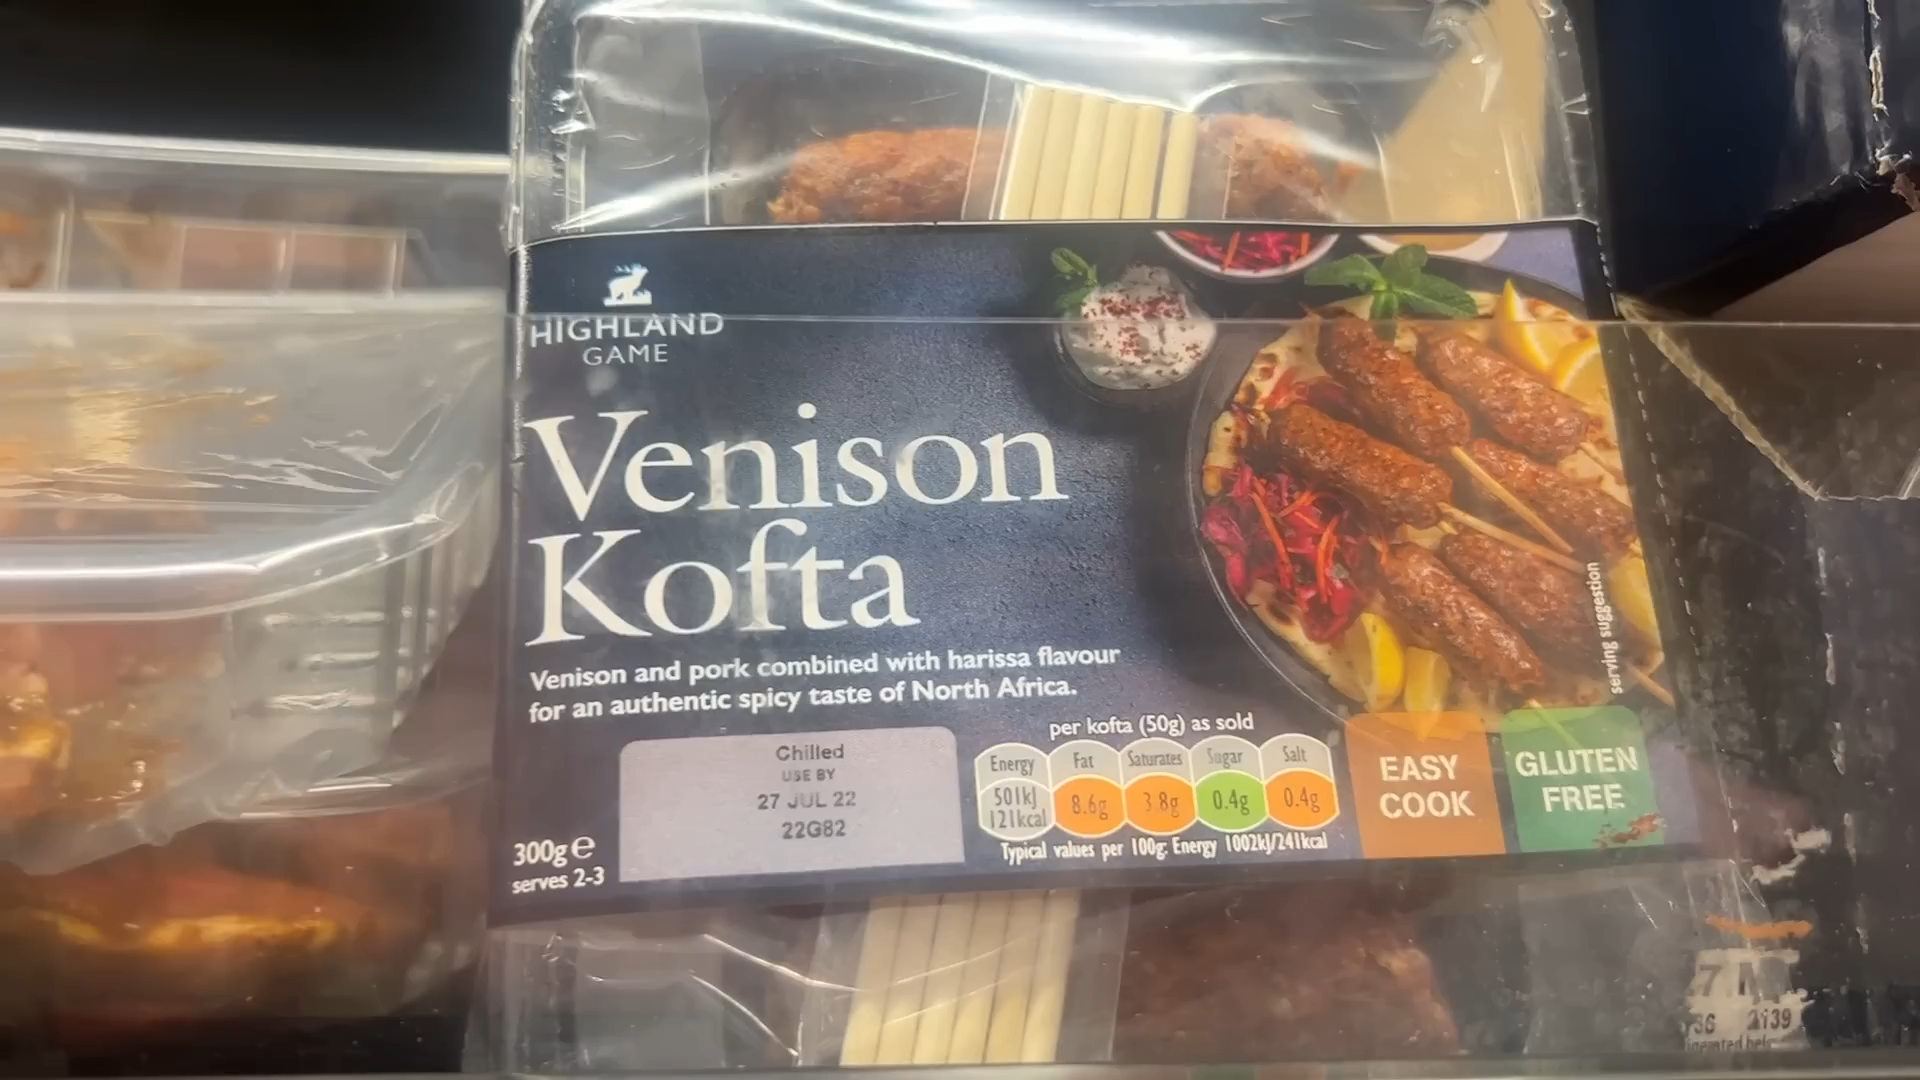 HIGHLAND
GAME
Venison
Kofta
Venison and pork combined with harissa flavour
for an authentic spicy taste of North Africa.
serving suggestion
per kofta (50g) as sold
Energy
501kJ
121kcal
Fat
8.6g
Saturates
3.8g
Sugar
0.4g
Salt
0.4g
Typical values per 100g: Energy 1002kJ/241kcal
EASY
COOK
GLUTEN
FREE
Chilled
USE BY
27 JUL 22
22G82
300g e
serves 2-3
36 2139